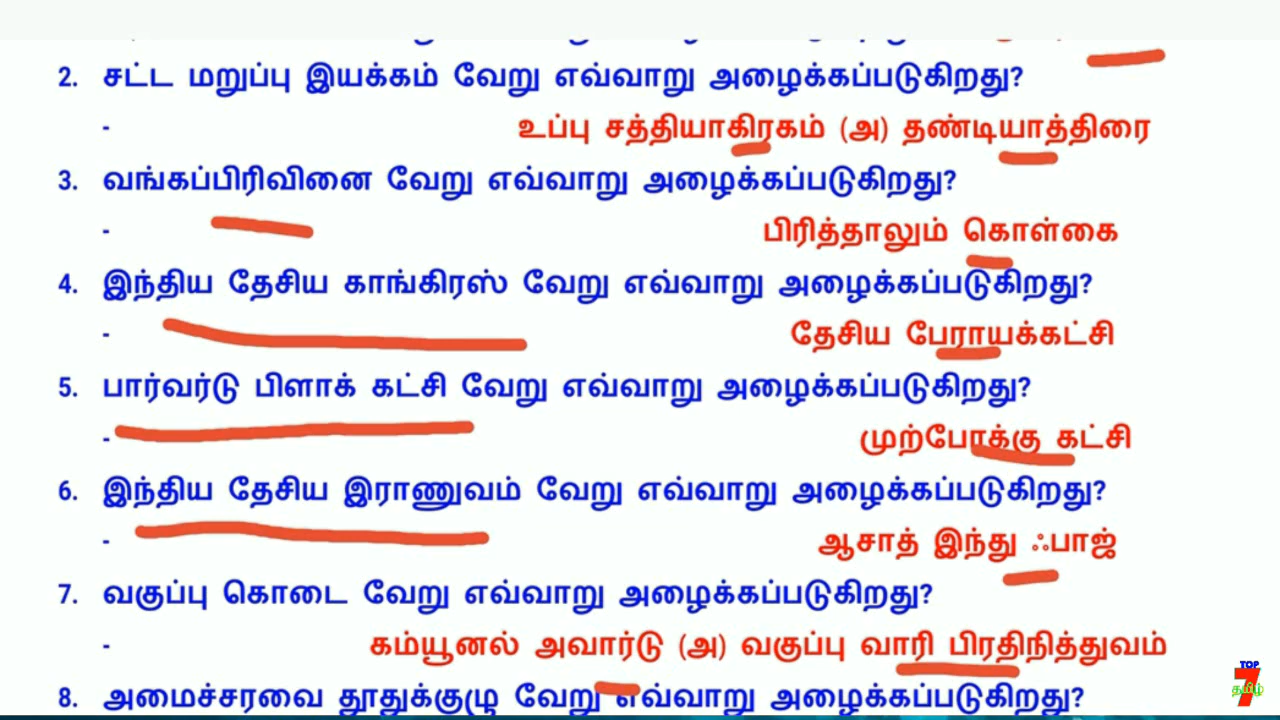 2. சட்ட மறுப்பு இயக்கம் வேறு எவ்வாறு அழைக்கப்படுகிறது?
- உப்பு சத்தியாகிரகம் (அ) தண்டியாத்திரை
3. வங்கப்பிரிவினை வேறு எவ்வாறு அழைக்கப்படுகிறது?
- பிரித்தாலும் கொள்கை
4. இந்திய தேசிய காங்கிரஸ் வேறு எவ்வாறு அழைக்கப்படுகிறது?
- தேசிய பேராயக்கட்சி
5. பார்வர்டு பிளாக் கட்சி வேறு எவ்வாறு அழைக்கப்படுகிறது?
- முற்போக்கு கட்சி
6. இந்திய தேசிய இராணுவம் வேறு எவ்வாறு அழைக்கப்படுகிறது?
- ஆசாத் இந்து ஃபாஜ்
7. வகுப்பு கொடை வேறு எவ்வாறு அழைக்கப்படுகிறது?
- கம்யூனல் அவார்டு (அ) வகுப்பு வாரி பிரதிநித்துவம்
8. அமைச்சரவை தூதுக்குழு வேறு எவ்வாறு அழைக்கப்படுகிறது?
TOP
7
தமிழ்